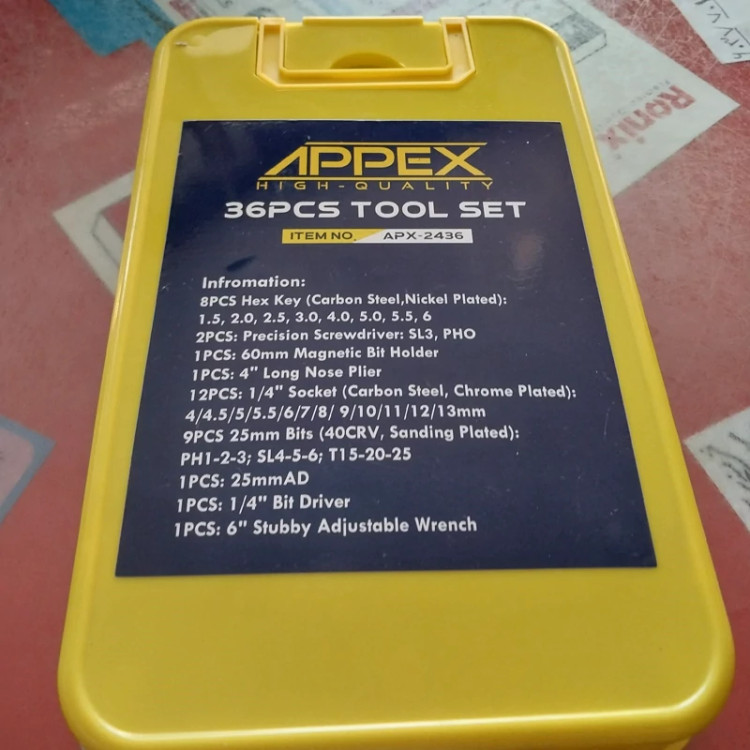 APPEX
HIGH-QUALITY
36PCS TOOL SET
ITEM NO. APX-2436
Infromation:
8PCS Hex Key (Carbon Steel,Nickel Plated):
1.5, 2.0, 2.5, 3.0, 4.0, 5.0, 5.5, 6
2PCS: Precision Screwdriver: SL3, PHO
1PCS: 60mm Magnetic Bit Holder
1PCS: 4" Long Nose Plier
12PCS: 1/4" Socket (Carbon Steel, Chrome Plated):
4/4.5/5/5.5/6/7/8/ 9/10/11/12/13mm
9PCS 25mm Bits (40CRV, Sanding Plated):
PH1-2-3; SL4-5-6; T15-20-25
1PCS: 25mmAD
1PCS: 1/4" Bit Driver
1PCS: 6" Stubby Adjustable Wrench
Ronix